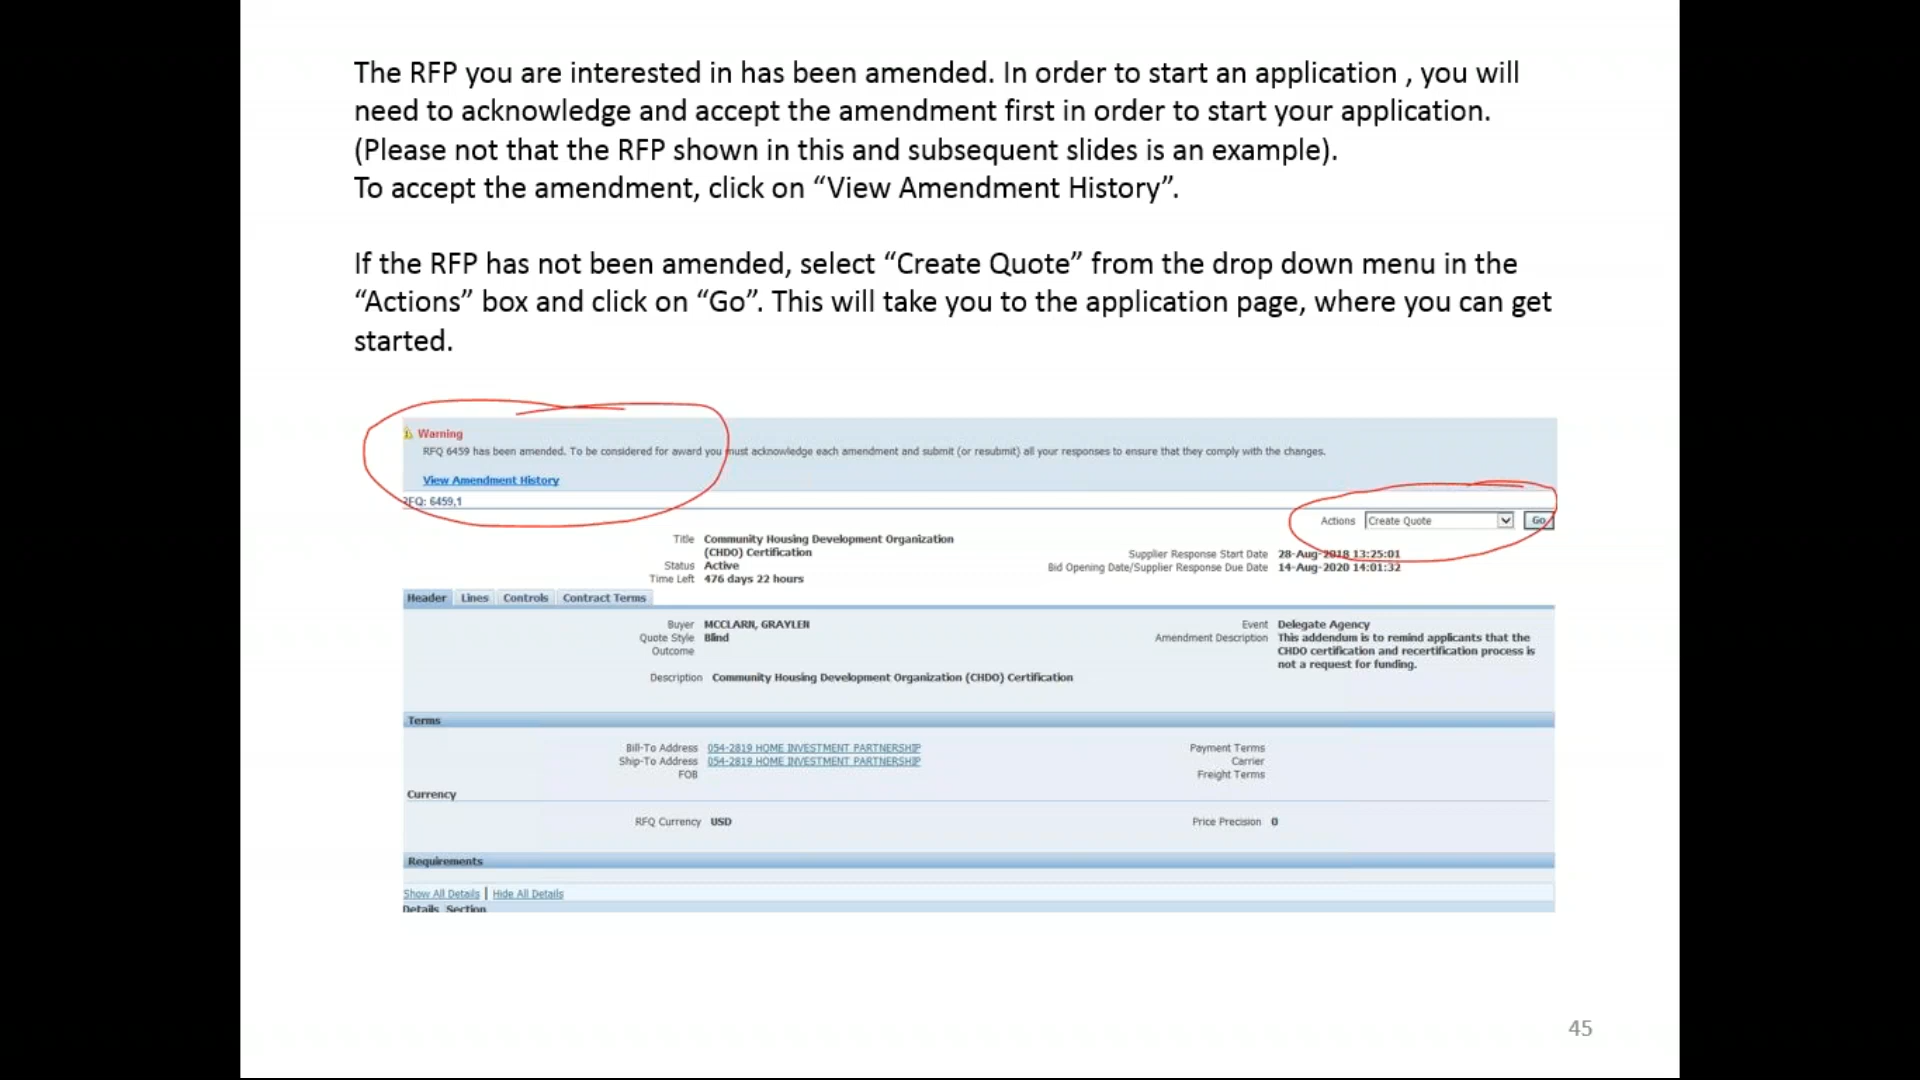 The RFP you are interested in has been amended. In order to start an application , you will
need to acknowledge and accept the amendment first in order to start your application.
(Please not that the RFP shown in this and subsequent slides is an example).
To accept the amendment, click on “View Amendment History”.
If the RFP has not been amended, select “Create Quote” from the drop down menu in the
“Actions” box and click on “Go”. This will take you to the application page, where you can get
started.
Warning
RFQ 6459 has been amended. To be considered for award you must acknowledge each amendment and submit (or resubmit) all your responses to ensure that they comply with the changes.
View Amendment History
RFQ: 6459,1
Actions Create Quote Go
Title Community Housing Development Organization
(CHDO) Certification
Status Active
Time Left 476 days 22 hours
Supplier Response Start Date 28-Aug-2018 13:25:01
Bid Opening Date/Supplier Response Due Date 14-Aug-2020 14:01:32
Header Lines Controls Contract Terms
Buyer MCCLARN, GRAYLEN
Quote Style Blind
Outcome
Description Community Housing Development Organization (CHDO) Certification
Event Delegate Agency
Amendment Description This addendum is to remind applicants that the
CHDO certification and recertification process is
not a request for funding.
Terms
Bill-To Address 054-2819 HOME INVESTMENT PARTNERSHIP
Ship-To Address 054-2819 HOME INVESTMENT PARTNERSHIP
FOB
Payment Terms
Carrier
Freight Terms
Currency
RFQ Currency USD
Price Precision 0
Requirements
Show All Details | Hide All Details
Details Section
45